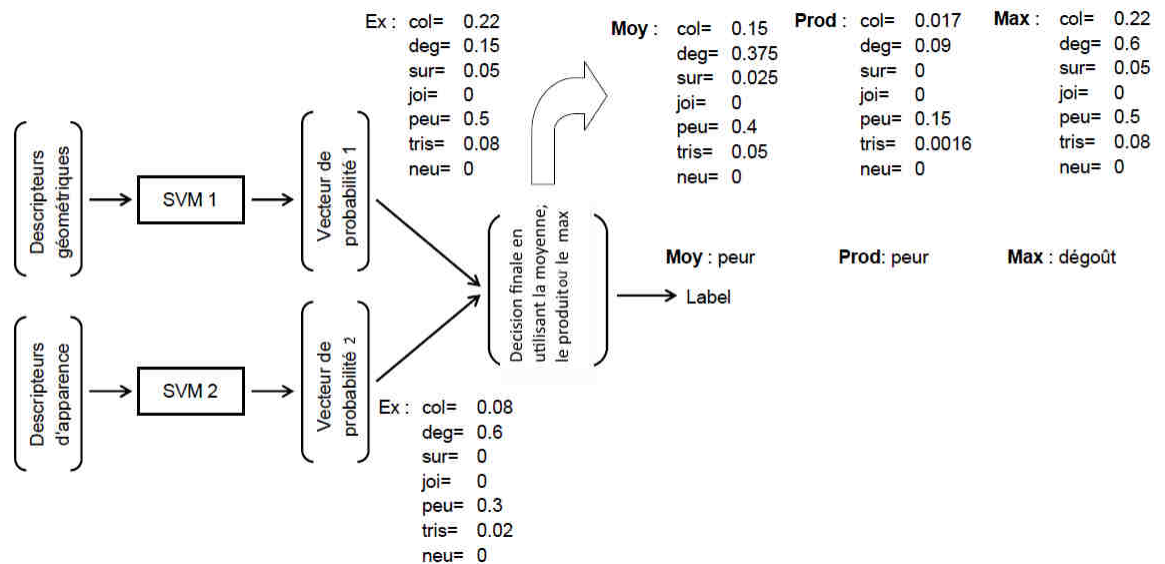 Ex : col= 0.22
deg= 0.15
sur= 0.05
joi= 0
peu= 0.5
tris= 0.08
neu= 0
Moy : col= 0.15
deg= 0.375
sur= 0.025
joi= 0
peu= 0.4
tris= 0.05
neu= 0
Prod : col= 0.017
deg= 0.09
sur= 0
joi= 0
peu= 0.15
tris= 0.0016
neu= 0
Max : col= 0.22
deg= 0.6
sur= 0.05
joi= 0
peu= 0.5
tris= 0.08
neu= 0
Descripteurs
géométriques
SVM 1
Vecteur de
probabilité 1
Decision finale en
utilisant la moyenne,
le produit ou le max
Moy : peur
Prod: peur
Max : dégoût
Label
Descripteurs
d'apparence
SVM 2
Vecteur de
probabilité 2
Ex : col= 0.08
deg= 0.6
sur= 0
joi= 0
peu= 0.3
tris= 0.02
neu= 0